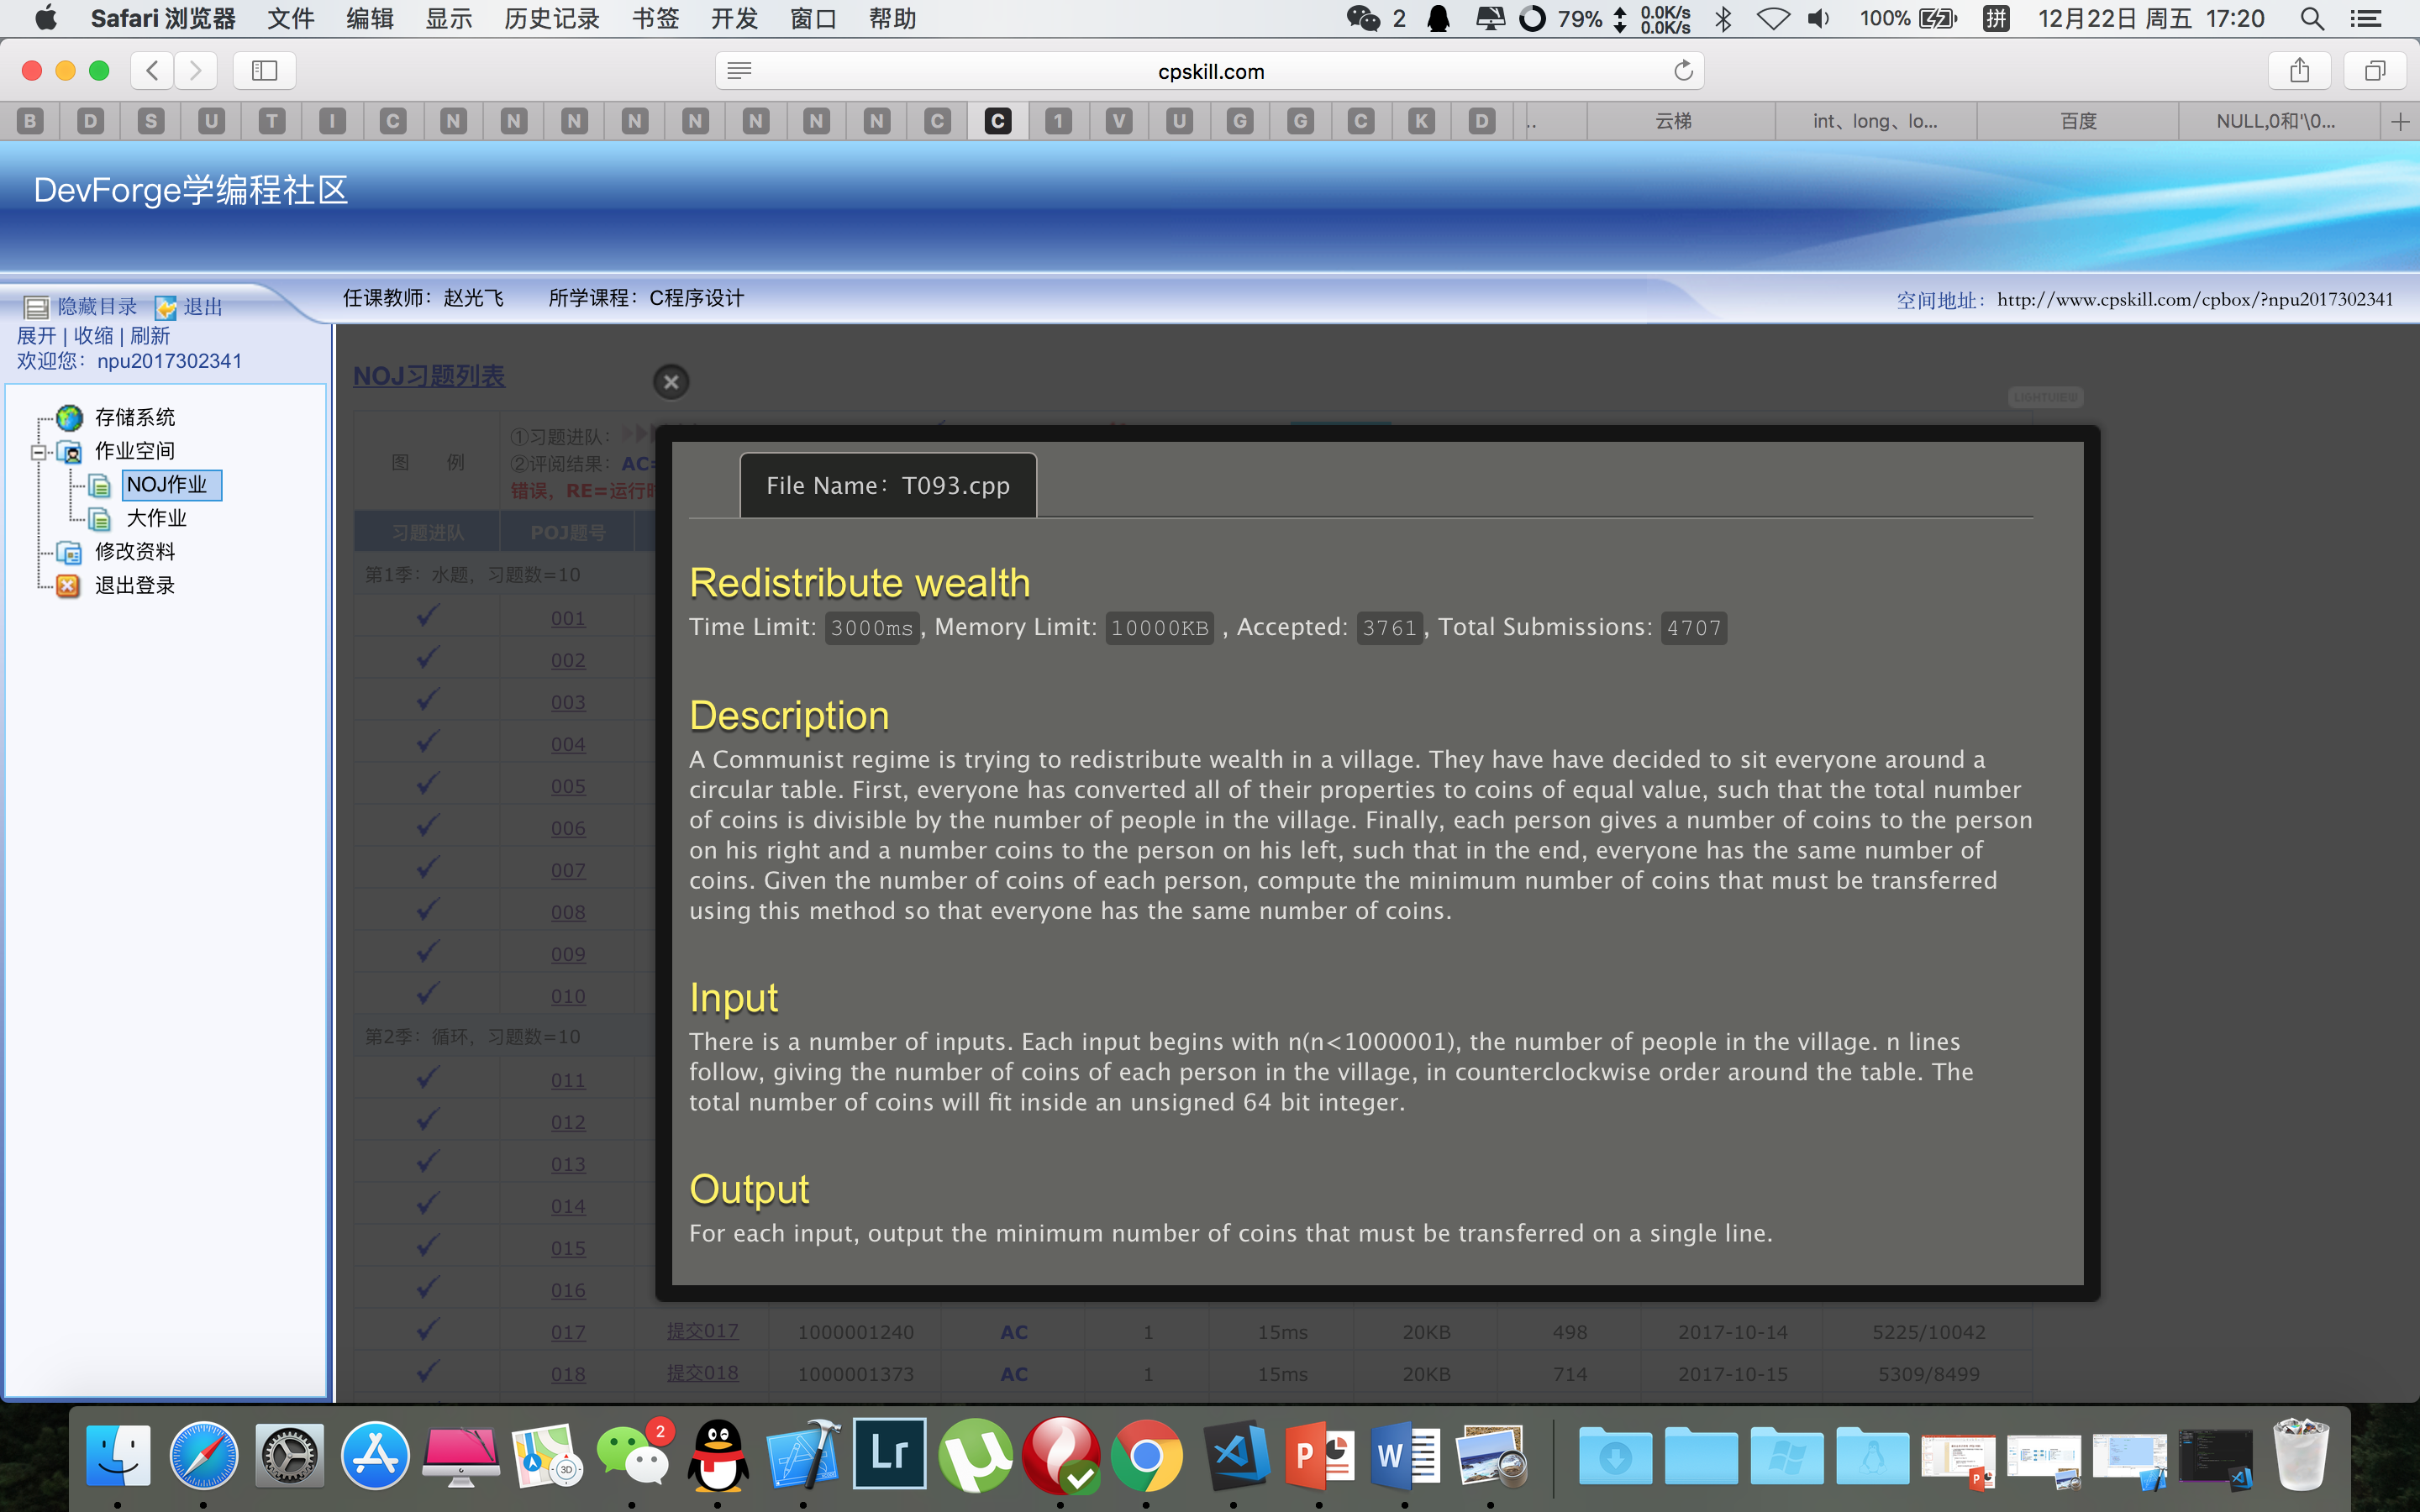 Safari 浏览器 文件 编辑 显示 历史记录 书签 开发 窗口 帮助 2 79% 0.0K/s 0.0K/s 100% 拼 12月22日 周五 17:20
cpskill.com
B D S U T I C N N N N N N N N C C 1 V U G G C K D .. 云梯 int、long、lo... 百度 NULL,0和'\0... +
DevForge学编程社区
隐藏目录 退出 任课教师：赵光飞 所学课程：C程序设计 空间地址：http://www.cpskill.com/cpbox/?npu2017302341
展开 | 收缩 | 刷新
欢迎您：npu2017302341
存储系统
作业空间
NOJ作业
大作业
修改资料
退出登录
NOJ习题列表
LIGHTVIEW
图 例
①习题进队：
②评阅结果：AC=
错误，RE=运行时
习题进队 POJ题号
第1季：水题，习题数=10
001
002
003
004
005
006
007
008
009
010
第2季：循环，习题数=10
011
012
013
014
015
016
017 提交017 1000001240 AC 1 15ms 20KB 498 2017-10-14 5225/10042
018 提交018 1000001373 AC 1 15ms 20KB 714 2017-10-15 5309/8499
File Name：T093.cpp
Redistribute wealth
Time Limit: 3000ms, Memory Limit: 10000KB , Accepted: 3761, Total Submissions: 4707
Description
A Communist regime is trying to redistribute wealth in a village. They have have decided to sit everyone around a
circular table. First, everyone has converted all of their properties to coins of equal value, such that the total number
of coins is divisible by the number of people in the village. Finally, each person gives a number of coins to the person
on his right and a number coins to the person on his left, such that in the end, everyone has the same number of
coins. Given the number of coins of each person, compute the minimum number of coins that must be transferred
using this method so that everyone has the same number of coins.
Input
There is a number of inputs. Each input begins with n(n<1000001), the number of people in the village. n lines
follow, giving the number of coins of each person in the village, in counterclockwise order around the table. The
total number of coins will fit inside an unsigned 64 bit integer.
Output
For each input, output the minimum number of coins that must be transferred on a single line.
3D 2 Lr µ P W